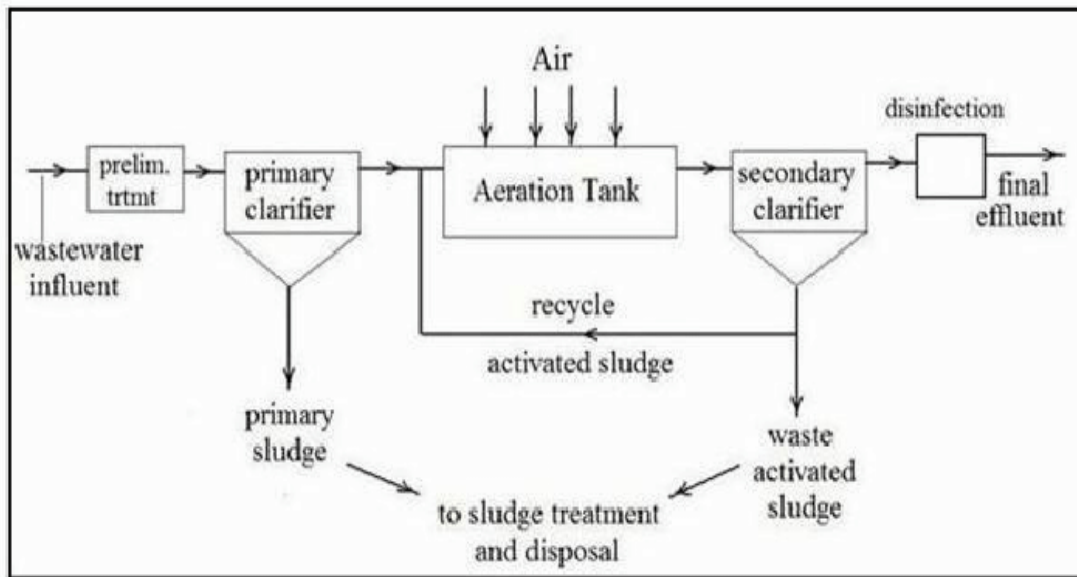 Air
disinfection
prelim.
trtmt
primary
clarifier
Aeration Tank
secondary
clarifier
final
effluent
wastewater
influent
recycle
activated sludge
primary
sludge
waste
activated
sludge
to sludge treatment
and disposal